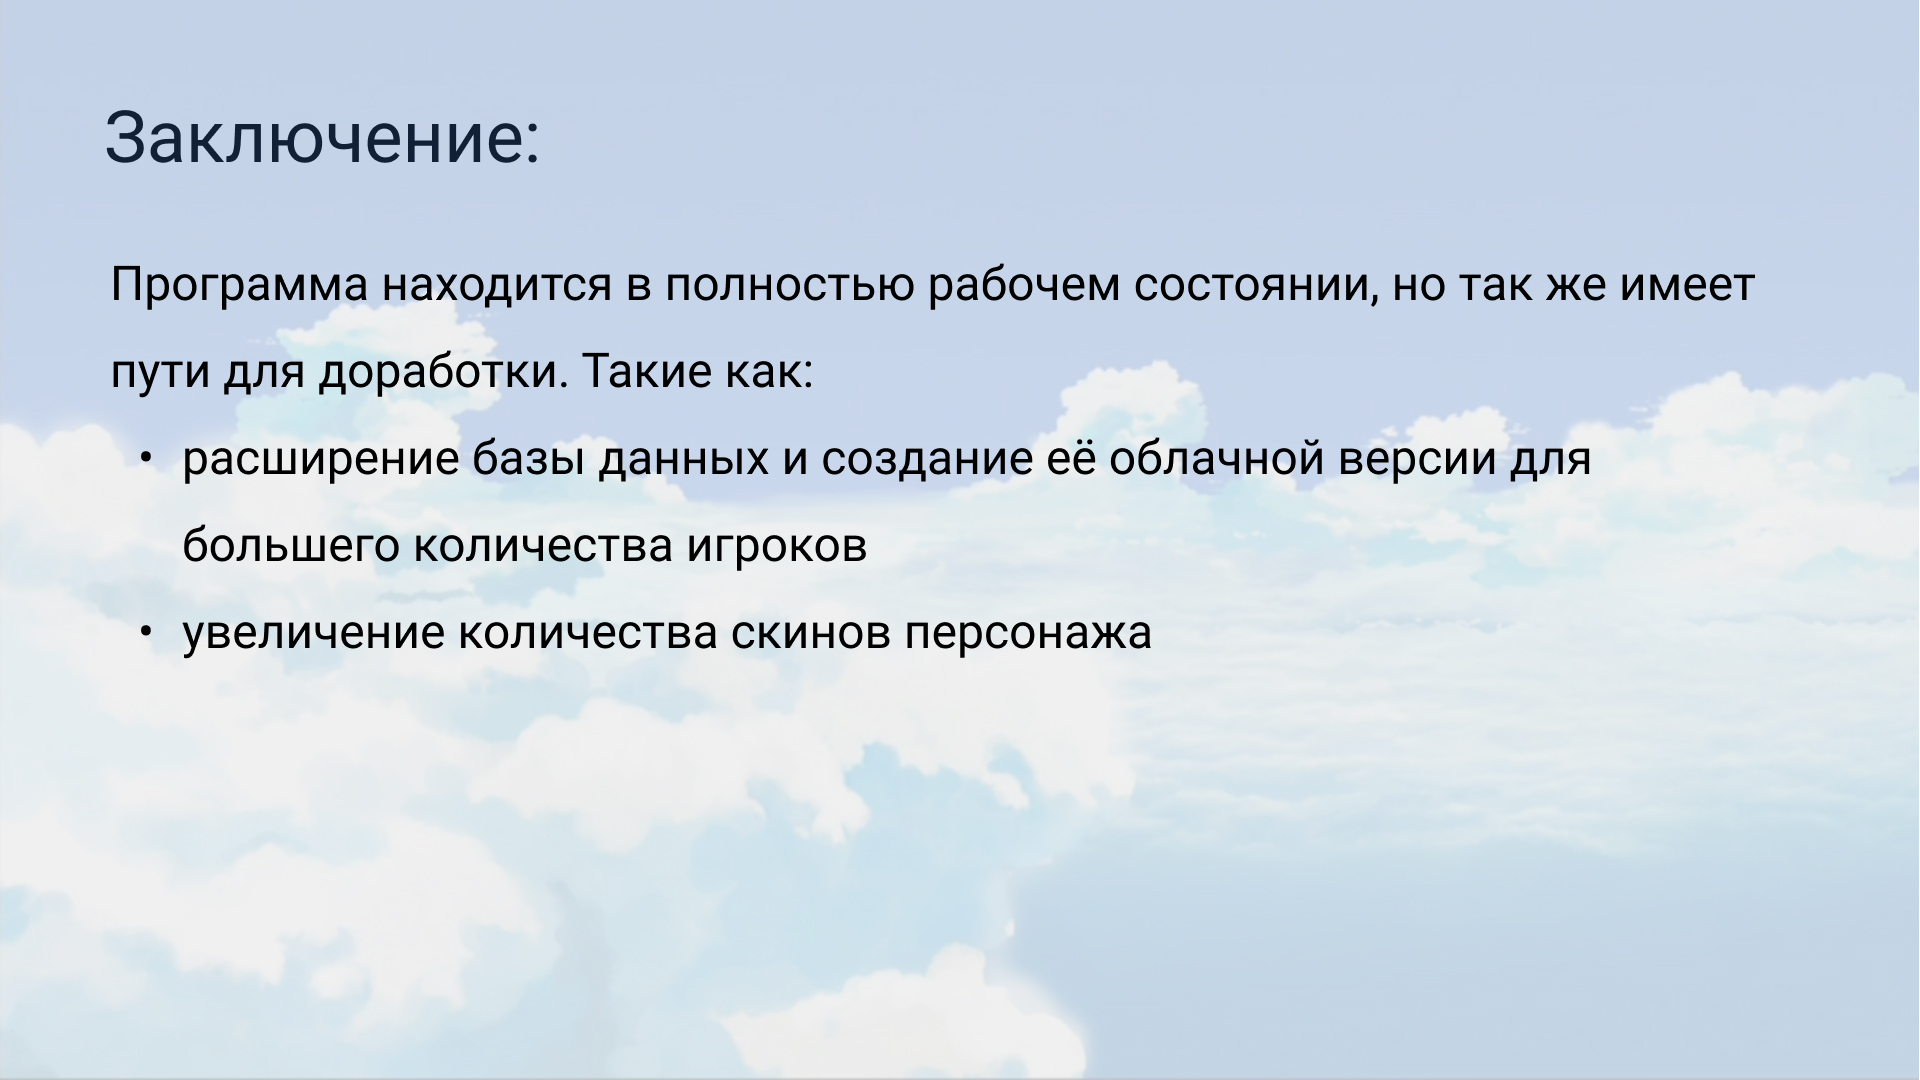 Заключение:
Программа находится в полностью рабочем состоянии, но так же имеет
пути для доработки. Такие как:
• расширение базы данных и создание её облачной версии для
большего количества игроков
• увеличение количества скинов персонажа